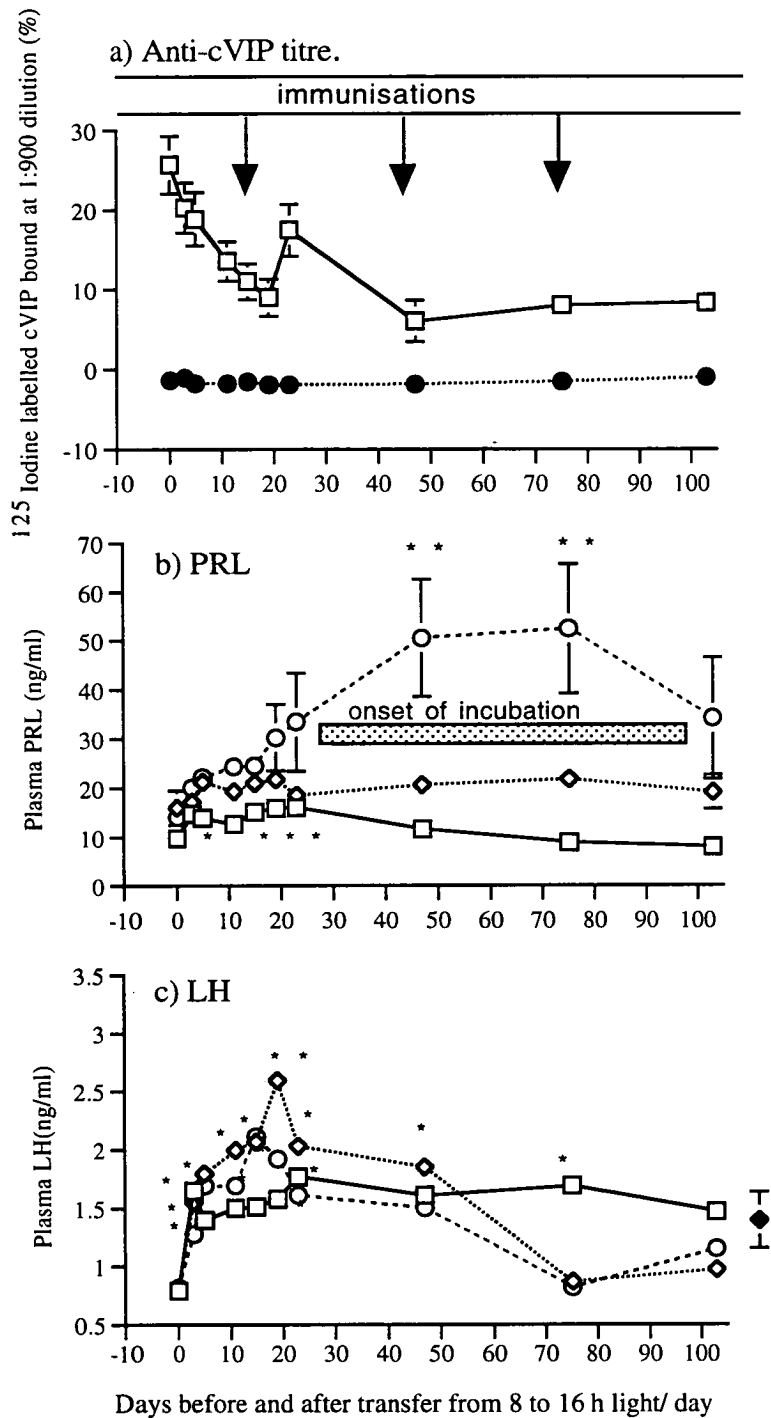 a) Anti-cVIP titre.
immunisations
125 Iodine labelled cVIP bound at 1:900 dilution (%)
30
20
10
0
-10
-10 0 10 20 30 40 50 60 70 80 90 100
b) PRL
* * * *
Plasma PRL (ng/ml)
70
60
50
40
30
20
10
0
onset of incubation
* * * *
-10 0 10 20 30 40 50 60 70 80 90 100
c) LH
Plasma LH(ng/ml)
3.5
3
2.5
2
1.5
1
0.5
* * * * * * * * * * * *
-10 0 10 20 30 40 50 60 70 80 90 100
Days before and after transfer from 8 to 16 h light/ day